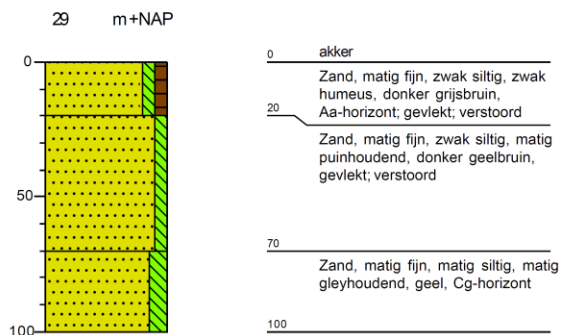 29 m+NAP
0
50
100
0 akker
Zand, matig fijn, zwak siltig, zwak
humeus, donker grijsbruin,
Aa-horizont; gevlekt; verstoord
20
Zand, matig fijn, zwak siltig, matig
puinhoudend, donker geelbruin,
gevlekt; verstoord
70
Zand, matig fijn, matig siltig, matig
gleyhoudend, geel, Cg-horizont
100